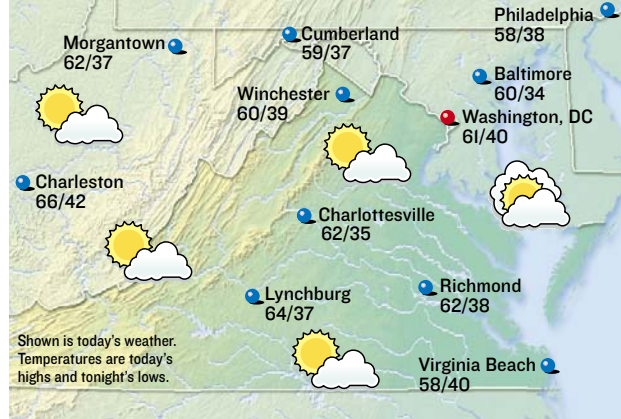 Philadelphia
58/38
Cumberland
59/37
Morgantown
62/37
Baltimore
60/34
Winchester
60/39
Washington, DC
61/40
Charleston
66/42
Charlottesville
62/35
Richmond
62/38
Lynchburg
64/37
Shown is today's weather.
Temperatures are today's
highs and tonight's lows.
Virginia Beach
58/40